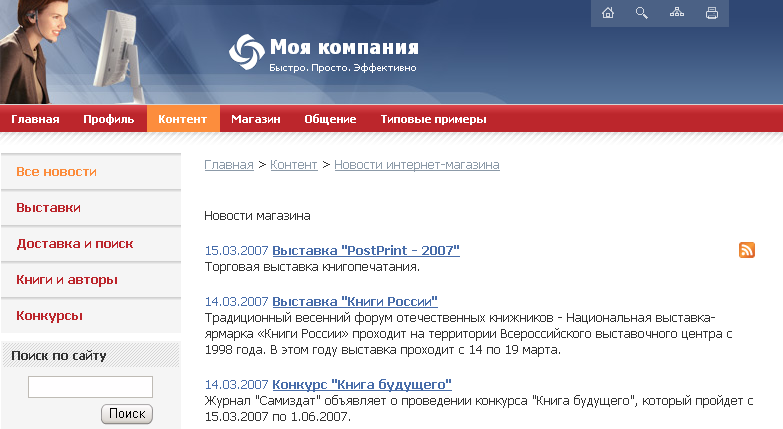 Моя компания
Быстро. Просто. Эффективно
Главная Профиль Контент Магазин Общение Типовые примеры
Все новости
Выставки
Доставка и поиск
Книги и авторы
Конкурсы
Поиск по сайту
Поиск
Главная > Контент > Новости интернет-магазина
Новости магазина
15.03.2007 Выставка "PostPrint - 2007"
Торговая выставка книгопечатания.
14.03.2007 Выставка "Книги России"
Традиционный весенний форум отечественных книжников - Национальная выставка-
ярмарка «Книги России» проходит на территории Всероссийского выставочного центра с
1998 года. В этом году выставка проходит с 14 по 19 марта.
14.03.2007 Конкурс "Книга будущего"
Журнал "Самиздат" объявляет о проведении конкурса "Книга будущего", который пройдет с
15.03.2007 по 1.06.2007.